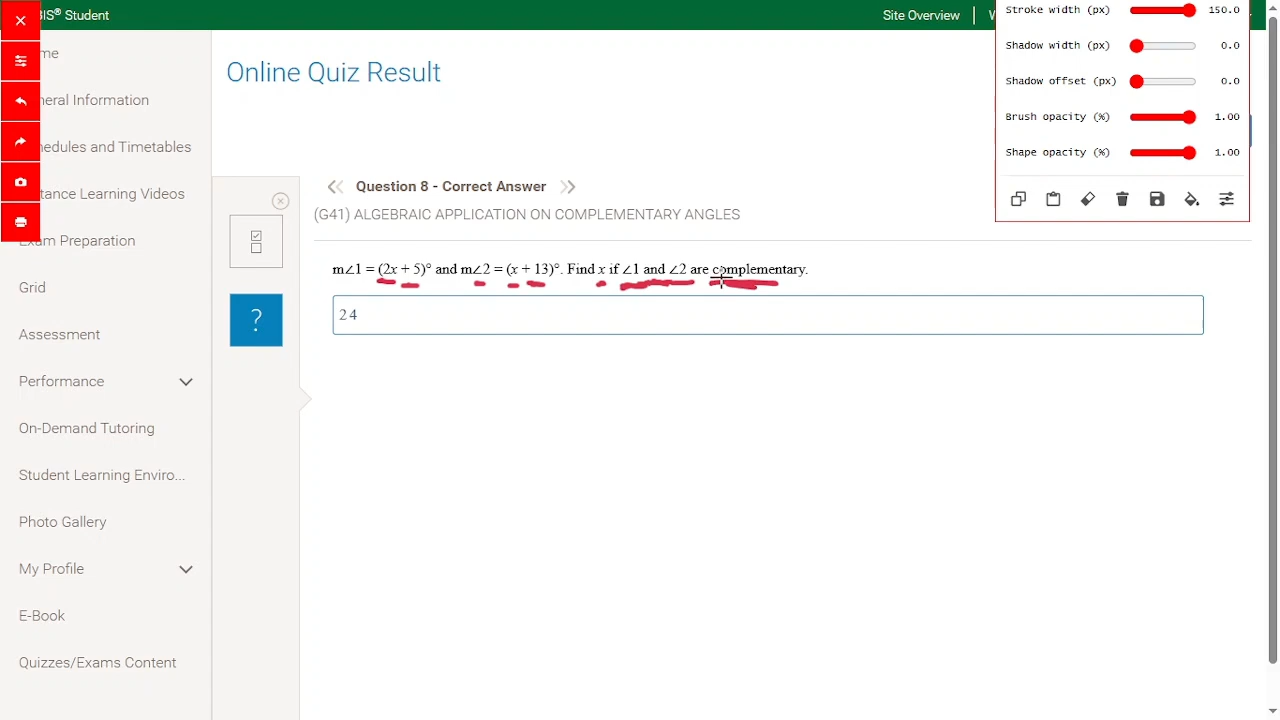 BIS® Student
Site Overview
me
neral Information
hedules and Timetables
tance Learning Videos
Exam Preparation
Grid
Assessment
Performance
On-Demand Tutoring
Student Learning Enviro...
Photo Gallery
My Profile
E-Book
Quizzes/Exams Content
Online Quiz Result
Question 8 - Correct Answer
(G41) ALGEBRAIC APPLICATION ON COMPLEMENTARY ANGLES
m∠1 = (2x + 5)° and m∠2 = (x + 13)°. Find x if ∠1 and ∠2 are complementary.
24
?
Stroke width (px) 150.0
Shadow width (px) 0.0
Shadow offset (px) 0.0
Brush opacity (%) 1.00
Shape opacity (%) 1.00